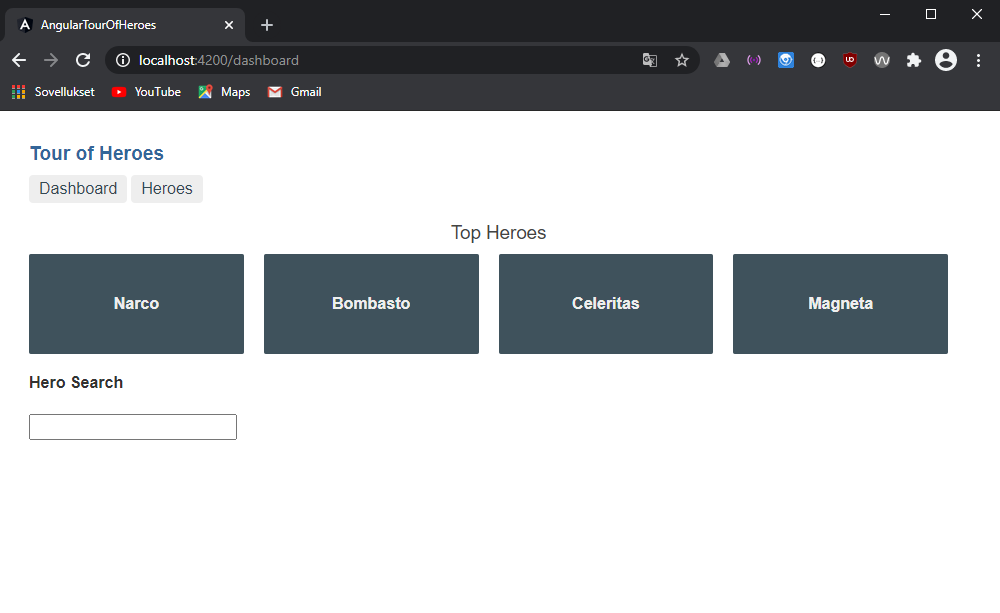 AngularTourOfHeroes
localhost:4200/dashboard
Sovellukset YouTube Maps Gmail
Tour of Heroes
Dashboard Heroes
Top Heroes
Narco Bombasto Celeritas Magneta
Hero Search